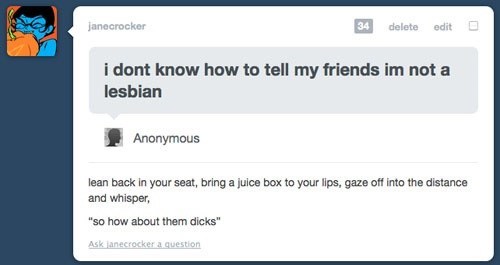 janecrocker 34 delete edit
i dont know how to tell my friends im not a
lesbian
Anonymous
lean back in your seat, bring a juice box to your lips, gaze off into the distance
and whisper,
“so how about them dicks”
Ask janecrocker a question